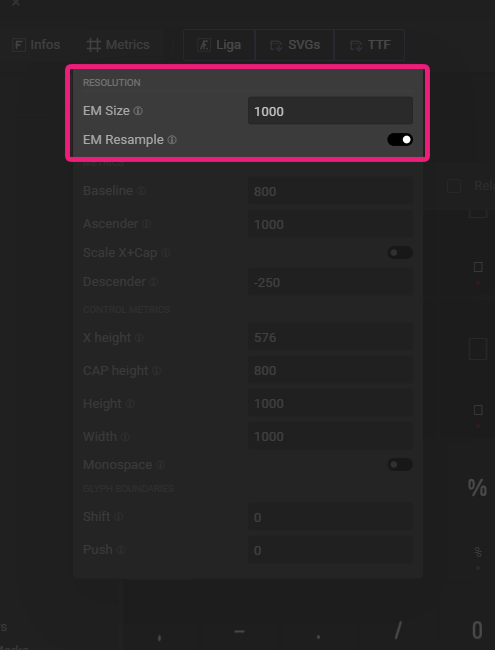 Infos Metrics Liga SVGs TTF
RESOLUTION
EM Size 1000
EM Resample
Baseline 800
Ascender 1000
Scale X+Cap
Descender -250
CONTROL METRICS
X height 576
CAP height 800
Height 1000
Width 1000
Monospace
GLYPH BOUNDARIES
Shift 0
Push 0
%
%
, – . / 0